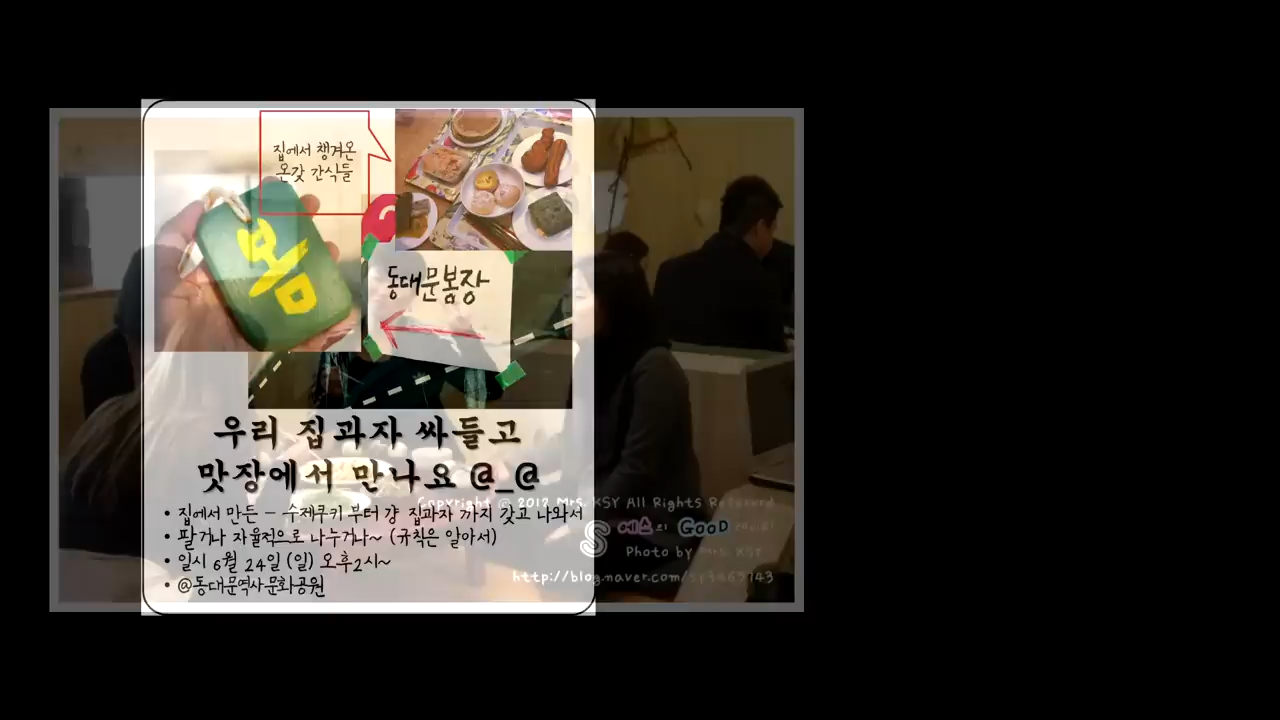 집에서 챙겨온
온갖 간식들
봄
동대문봄장
우리 집과자 싸들고
맛장에서 만나요 @_@
• 집에서 만든 – 수제쿠키 부터 걍 집과자 까지 갖고 나와서
• 팔거나 자율적으로 나누거나~ (규칙은 알아서)
• 일시 6월 24일 (일) 오후2시~
• @동대문역사문화공원
Copyright @ 2012 Mrs. KSY All Rights Reserved
예스의 GooD
Photo by Mrs. KSY